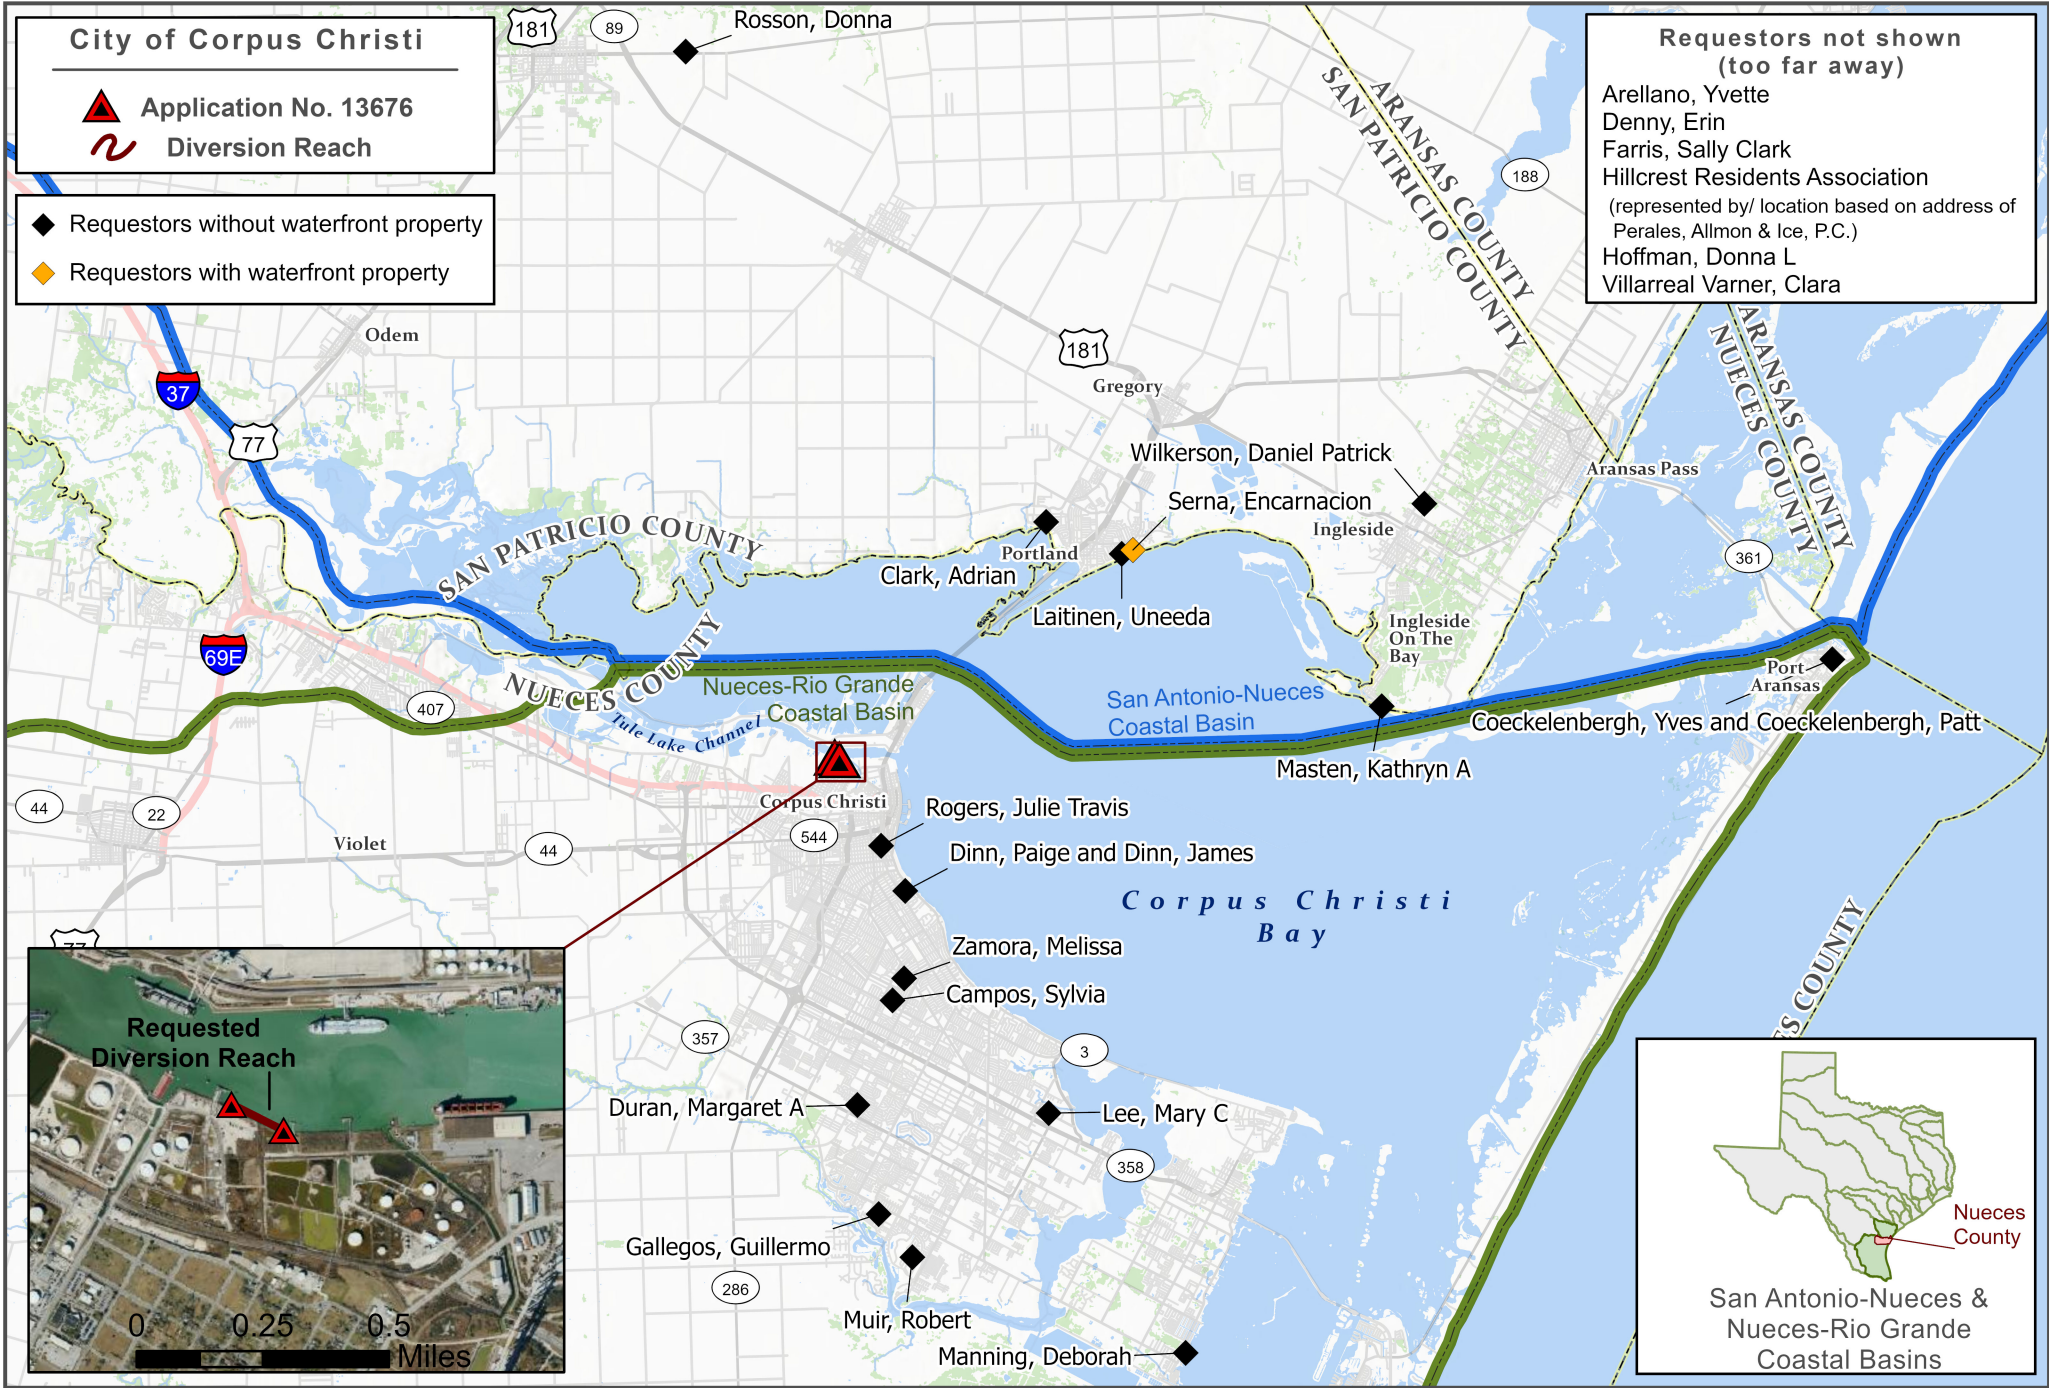 City of Corpus Christi
Application No. 13676
Diversion Reach
Requestors without waterfront property
Requestors with waterfront property
Requestors not shown
(too far away)
Arellano, Yvette
Denny, Erin
Farris, Sally Clark
Hillcrest Residents Association
(represented by/ location based on address of
Perales, Allmon & Ice, P.C.)
Hoffman, Donna L
Villarreal Varner, Clara
181
89
Rosson, Donna
ARANSAS COUNTY
SAN PATRICIO COUNTY
188
Odem
37
77
181
Gregory
ARANSAS COUNTY
NUECES COUNTY
Wilkerson, Daniel Patrick
Aransas Pass
Serna, Encarnacion
Ingleside
SAN PATRICIO COUNTY
Portland
361
Clark, Adrian
Laitinen, Uneeda
Ingleside
On The
Bay
69E
NUECES COUNTY
Port
Aransas
407
Nueces-Rio Grande
Coastal Basin
San Antonio-Nueces
Coastal Basin
Tule Lake Channel
Coeckelenbergh, Yves and Coeckelenbergh, Patt
Masten, Kathryn A
44
22
Corpus Christi
Rogers, Julie Travis
544
Violet
44
Dinn, Paige and Dinn, James
Corpus Christi
Bay
77
Zamora, Melissa
Campos, Sylvia
ES COUNTY
357
3
Requested
Diversion Reach
Duran, Margaret A
Lee, Mary C
358
Gallegos, Guillermo
286
Muir, Robert
Manning, Deborah
0 0.25 0.5
Miles
Nueces
County
San Antonio-Nueces &
Nueces-Rio Grande
Coastal Basins